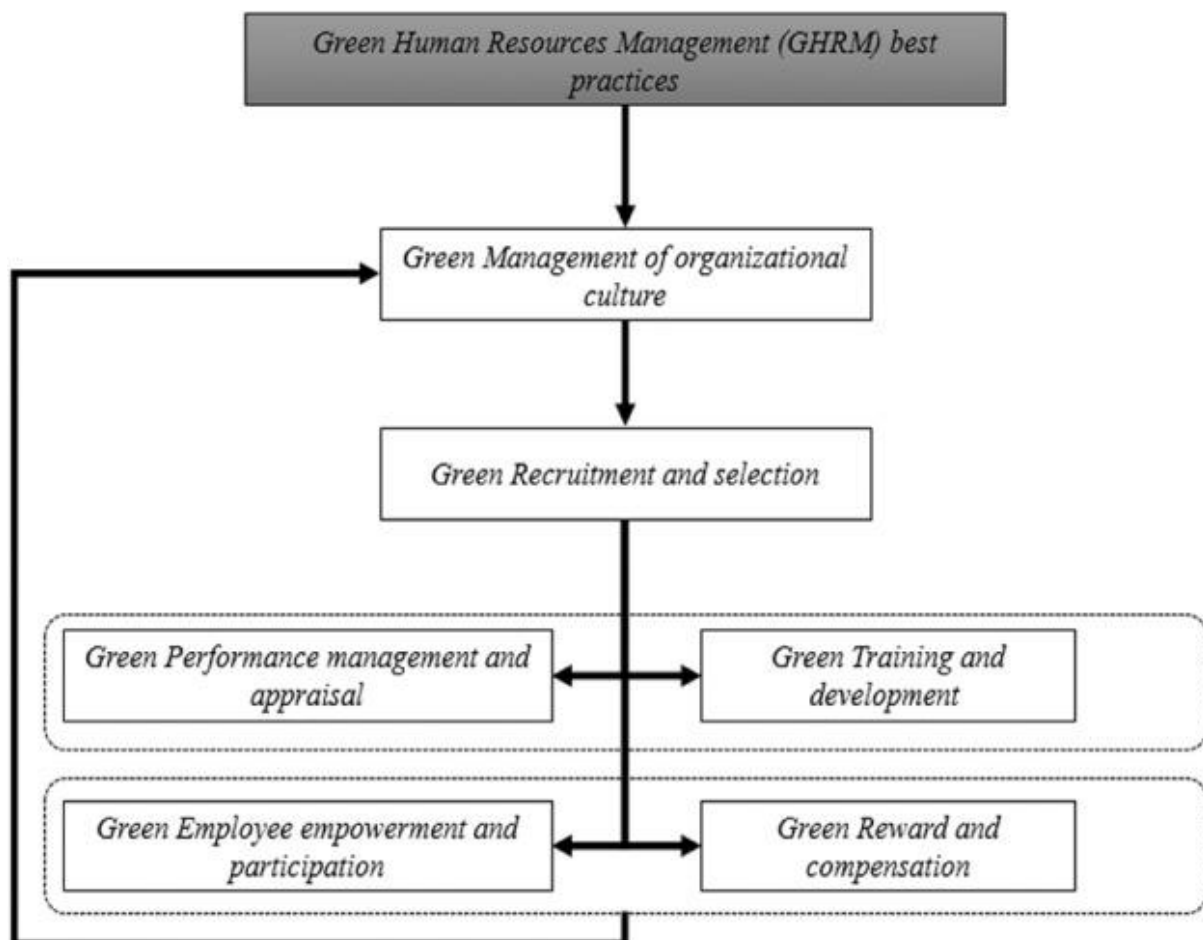 Green Human Resources Management (GHRM) best
practices
Green Management of organizational
culture
Green Recruitment and selection
Green Performance management and
appraisal
Green Training and
development
Green Employee empowerment and
participation
Green Reward and
compensation